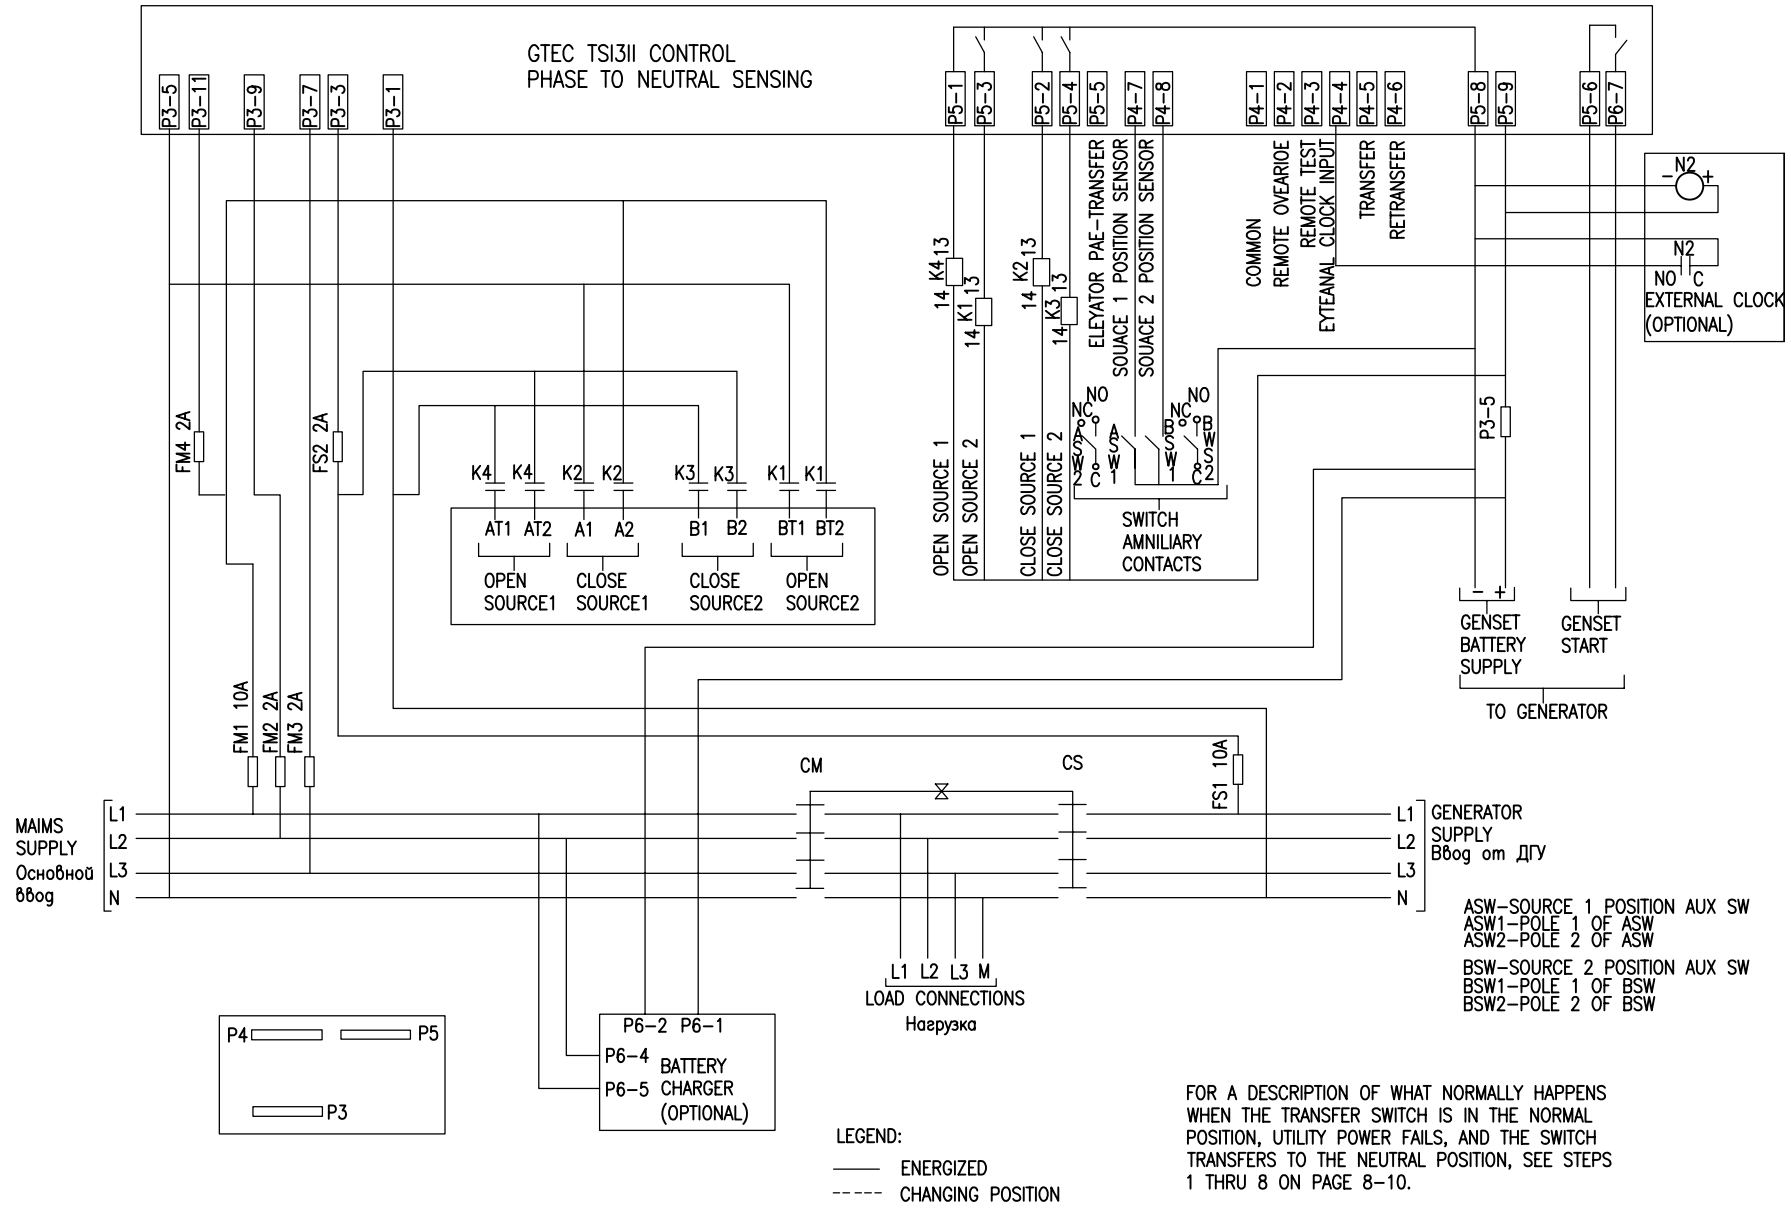 GTEC TSI3II CONTROL
PHASE TO NEUTRAL SENSING
P3-5
P3-11
P3-9
P3-7
P3-3
P3-1
P5-1
P5-3
P5-2
P5-4
P5-5
P4-7
P4-8
P4-1
P4-2
P4-3
P4-4
P4-5
P4-6
P5-8
P5-9
P5-6
P6-7
ELEYATOR PAE-TRANSFER
SOUACE 1 POSITION SENSOR
SOUACE 2 POSITION SENSOR
COMMON
REMOTE OVEARIOE
REMOTE TEST
EYTEANAL CLOCK INPUT
TRANSFER
RETRANSFER
N2
- +
N2
NO C
EXTERNAL CLOCK
(OPTIONAL)
14 K4 13
14 K1 13
14 K2 13
14 K3 13
OPEN SOURCE 1
OPEN SOURCE 2
CLOSE SOURCE 1
CLOSE SOURCE 2
NO
NC
ASW2
C
ASW1
BSW1
NO
NC
BWS2
C
SWITCH
AMNILIARY
CONTACTS
P3-5
- +
GENSET
BATTERY
SUPPLY
GENSET
START
TO GENERATOR
FM4 2A
FS2 2A
K4 K4 K2 K2 K3 K3 K1 K1
AT1 AT2 A1 A2 B1 B2 BT1 BT2
OPEN
SOURCE1
CLOSE
SOURCE1
CLOSE
SOURCE2
OPEN
SOURCE2
FM1 10A
FM2 2A
FM3 2A
CM
CS
FS1 10A
MAIMS
SUPPLY
Основной
ввод
L1
L2
L3
N
L1
L2
L3
N
GENERATOR
SUPPLY
Ввод от ДГУ
L1 L2 L3 M
LOAD CONNECTIONS
Нагрузка
ASW-SOURCE 1 POSITION AUX SW
ASW1-POLE 1 OF ASW
ASW2-POLE 2 OF ASW
BSW-SOURCE 2 POSITION AUX SW
BSW1-POLE 1 OF BSW
BSW2-POLE 2 OF BSW
P4
P5
P3
P6-2 P6-1
P6-4
P6-5
BATTERY
CHARGER
(OPTIONAL)
LEGEND:
ENERGIZED
CHANGING POSITION
FOR A DESCRIPTION OF WHAT NORMALLY HAPPENS
WHEN THE TRANSFER SWITCH IS IN THE NORMAL
POSITION, UTILITY POWER FAILS, AND THE SWITCH
TRANSFERS TO THE NEUTRAL POSITION, SEE STEPS
1 THRU 8 ON PAGE 8-10.